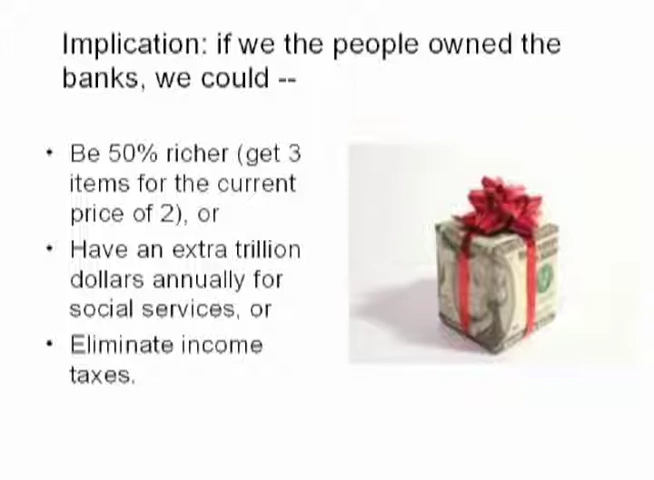 Implication: if we the people owned the
banks, we could --
• Be 50% richer (get 3
items for the current
price of 2), or
• Have an extra trillion
dollars annually for
social services, or
• Eliminate income
taxes.